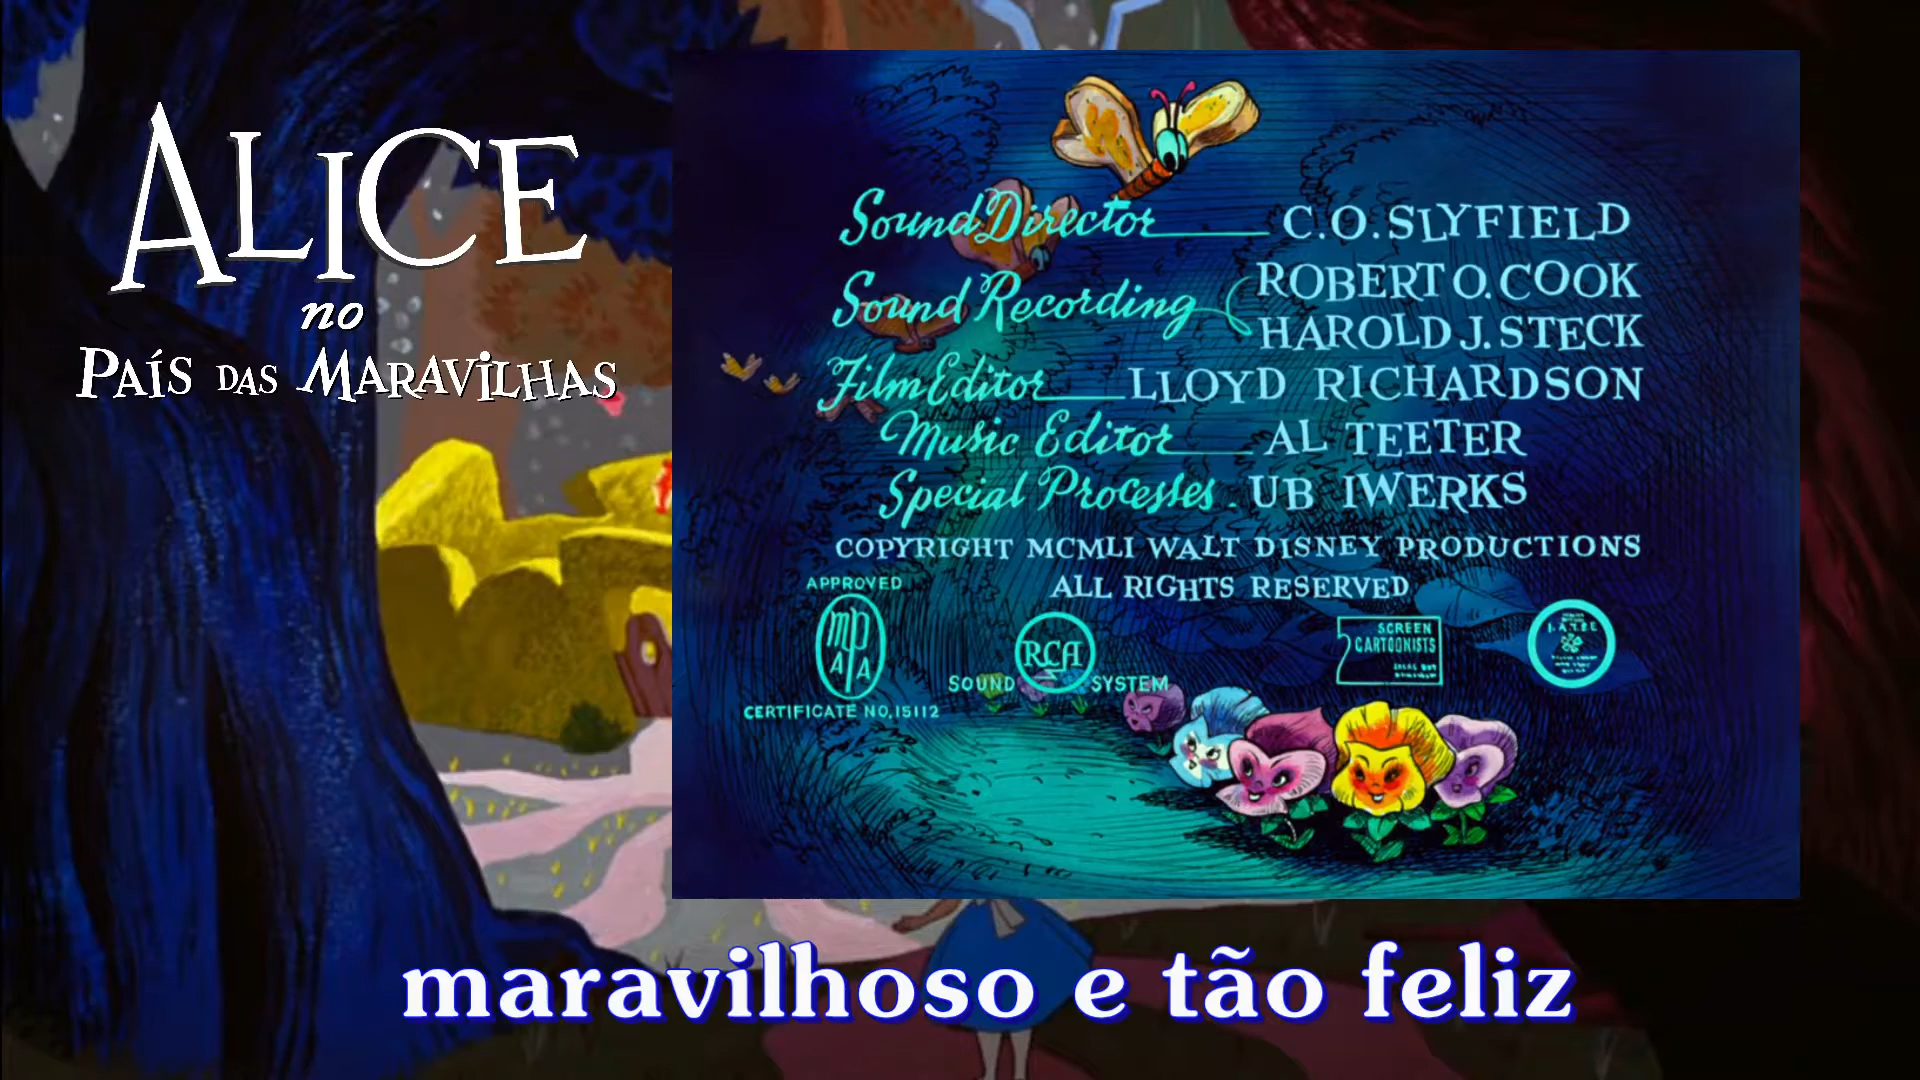 ALICE
no
PAÍS DAS MARAVILHAS
Sound Director C.O. SLYFIELD
Sound Recording ROBERT O. COOK
HAROLD J. STECK
Film Editor LLOYD RICHARDSON
Music Editor AL TEETER
Special Processes UB IWERKS
COPYRIGHT MCMLI WALT DISNEY PRODUCTIONS
ALL RIGHTS RESERVED
APPROVED
MPAA
CERTIFICATE NO. 15112
RCA
SOUND SYSTEM
SCREEN
CARTOONISTS
I.A.T.S.E
maravilhoso e tão feliz